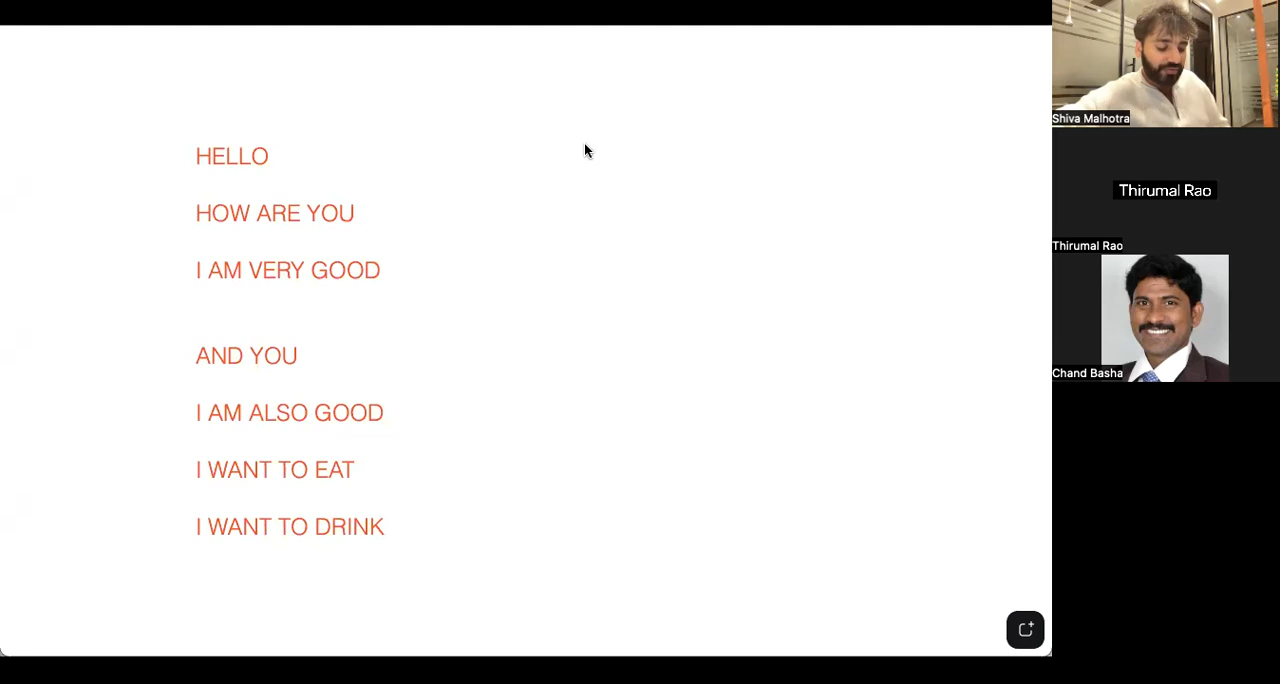 HELLO
HOW ARE YOU
I AM VERY GOOD
AND YOU
I AM ALSO GOOD
I WANT TO EAT
I WANT TO DRINK
Shiva Malhotra
Thirumal Rao
Thirumal Rao
Chand Basha